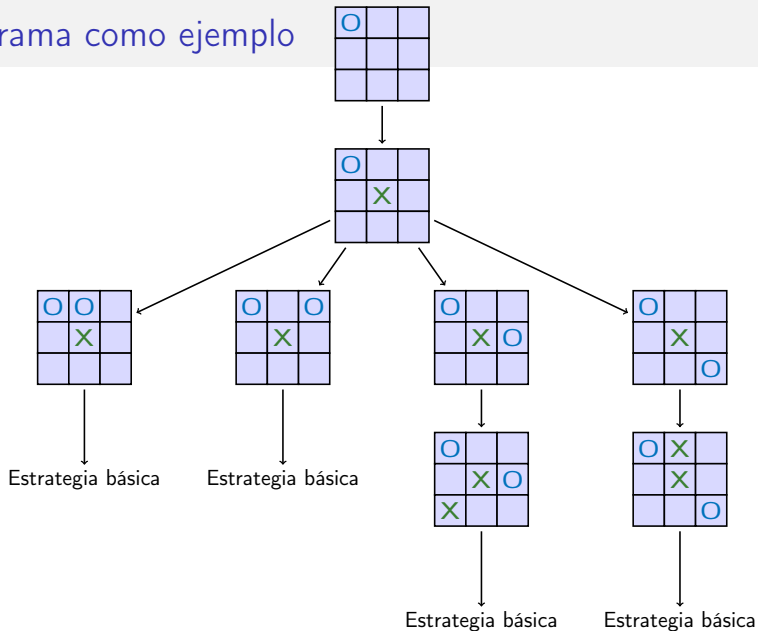 rama como ejemplo
O
O
X
O O
X
O O
X
O
X O
O
X
O
Estrategia básica
Estrategia básica
O
X O
X
O X
X
O
Estrategia básica
Estrategia básica